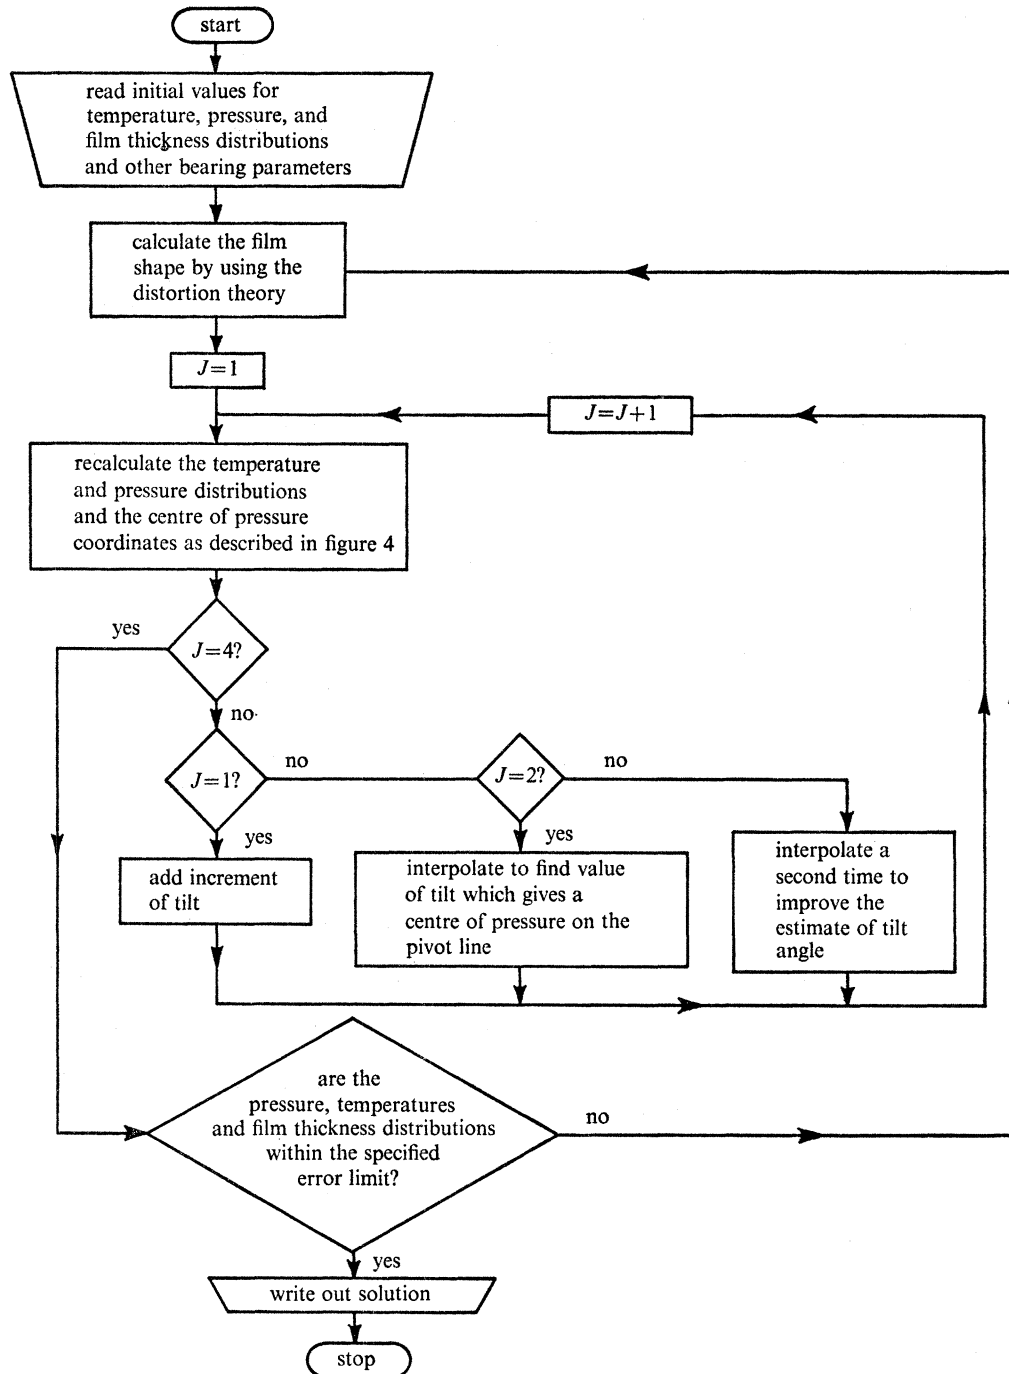 start
read initial values for
temperature, pressure, and
film thickness distributions
and other bearing parameters
calculate the film
shape by using the
distortion theory
J=1
J=J+1
recalculate the temperature
and pressure distributions
and the centre of pressure
coordinates as described in figure 4
yes
J=4?
no
J=1?
no
J=2?
no
yes
add increment
of tilt
yes
interpolate to find value
of tilt which gives a
centre of pressure on the
pivot line
interpolate a
second time to
improve the
estimate of tilt
angle
are the
pressure, temperatures
and film thickness distributions
within the specified
error limit?
no
yes
write out solution
stop